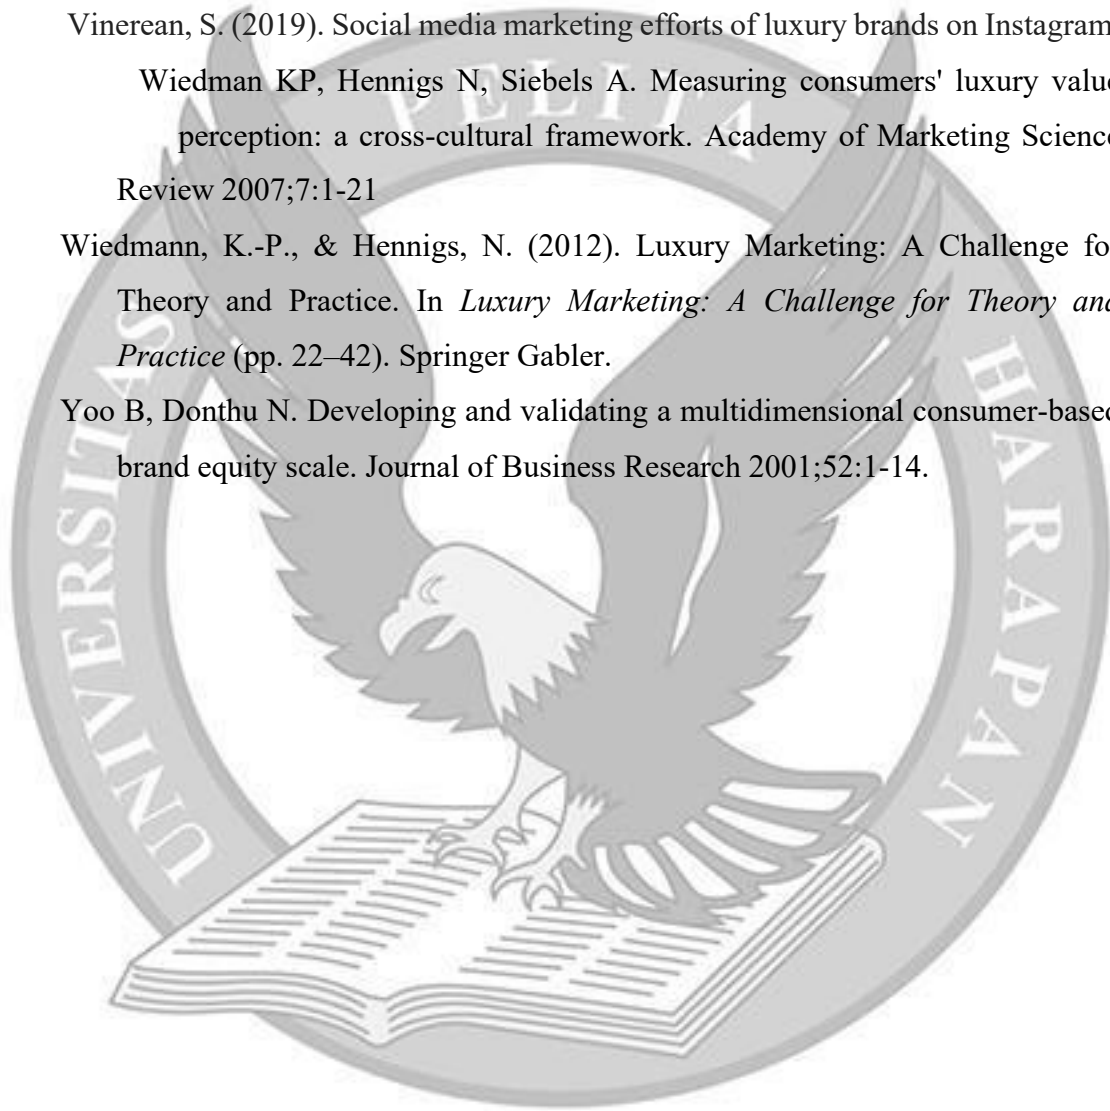 Vinerean, S. (2019). Social media marketing efforts of luxury brands on Instagram
Wiedman KP, Hennigs N, Siebels A. Measuring consumers' luxury value
perception: a cross-cultural framework. Academy of Marketing Science
Review 2007;7:1-21
Wiedmann, K.-P., & Hennigs, N. (2012). Luxury Marketing: A Challenge for
Theory and Practice. In Luxury Marketing: A Challenge for Theory and
Practice (pp. 22–42). Springer Gabler.
Yoo B, Donthu N. Developing and validating a multidimensional consumer-based
brand equity scale. Journal of Business Research 2001;52:1-14.
UNIVERSITAS PELITA HARAPAN